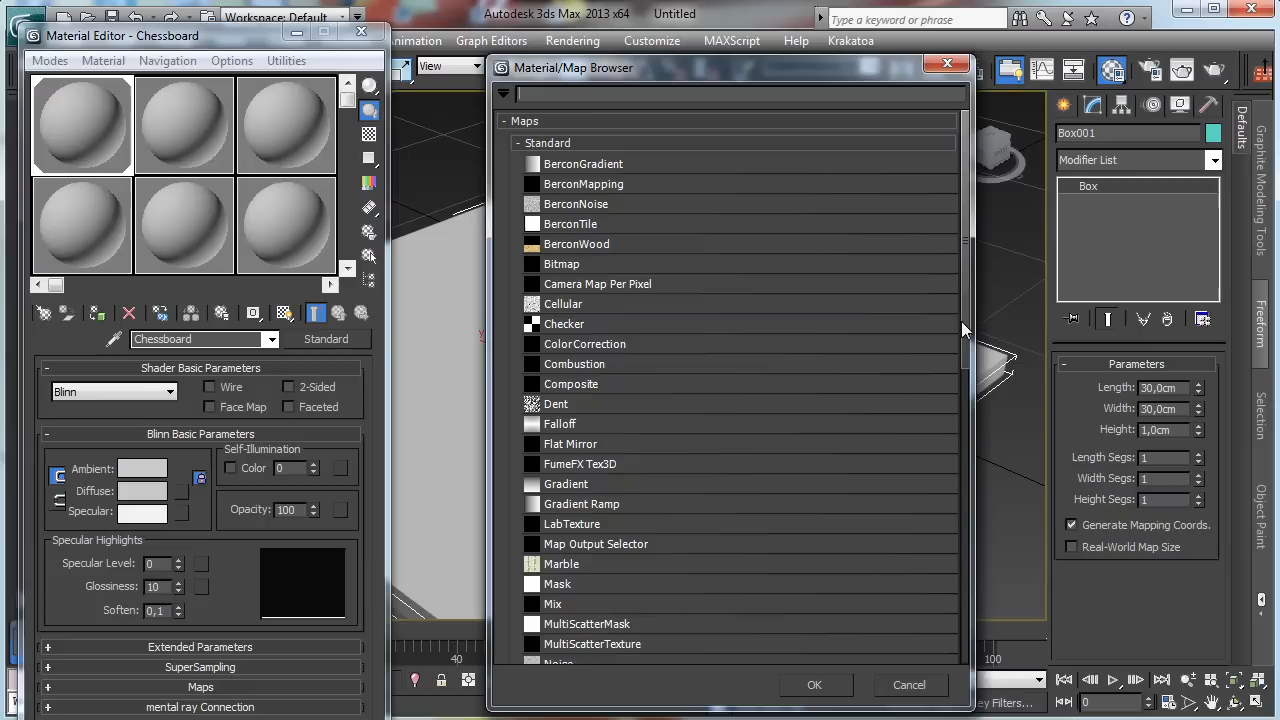 Workspace: Default
Autodesk 3ds Max 2013 x64
Untitled
Type a keyword or phrase
Animation
Graph Editors
Rendering
Customize
MAXScript
Help
Krakatoa
View
Material Editor - Chessboard
Modes
Material
Navigation
Options
Utilities
Chessboard
Standard
Shader Basic Parameters
Blinn
Wire
2-Sided
Face Map
Faceted
Blinn Basic Parameters
Self-Illumination
Ambient:
Color
0
Diffuse:
Specular:
Opacity:
100
Specular Highlights
Specular Level:
0
Glossiness:
10
Soften:
0,1
Extended Parameters
SuperSampling
Maps
mental ray Connection
Material/Map Browser
- Maps
- Standard
BerconGradient
BerconMapping
BerconNoise
BerconTile
BerconWood
Bitmap
Camera Map Per Pixel
Cellular
Checker
ColorCorrection
Combustion
Composite
Dent
Falloff
Flat Mirror
FumeFX Tex3D
Gradient
Gradient Ramp
LabTexture
Map Output Selector
Marble
Mask
Mix
MultiScatterMask
MultiScatterTexture
Noise
OK
Cancel
Box001
Modifier List
Box
Parameters
Length:
30,0cm
Width:
30,0cm
Height:
1,0cm
Length Segs:
1
Width Segs:
1
Height Segs:
1
Generate Mapping Coords.
Real-World Map Size
Defaults
Graphite Modeling Tools
Freeform
Selection
Object Paint
40
100
Key Filters...
0